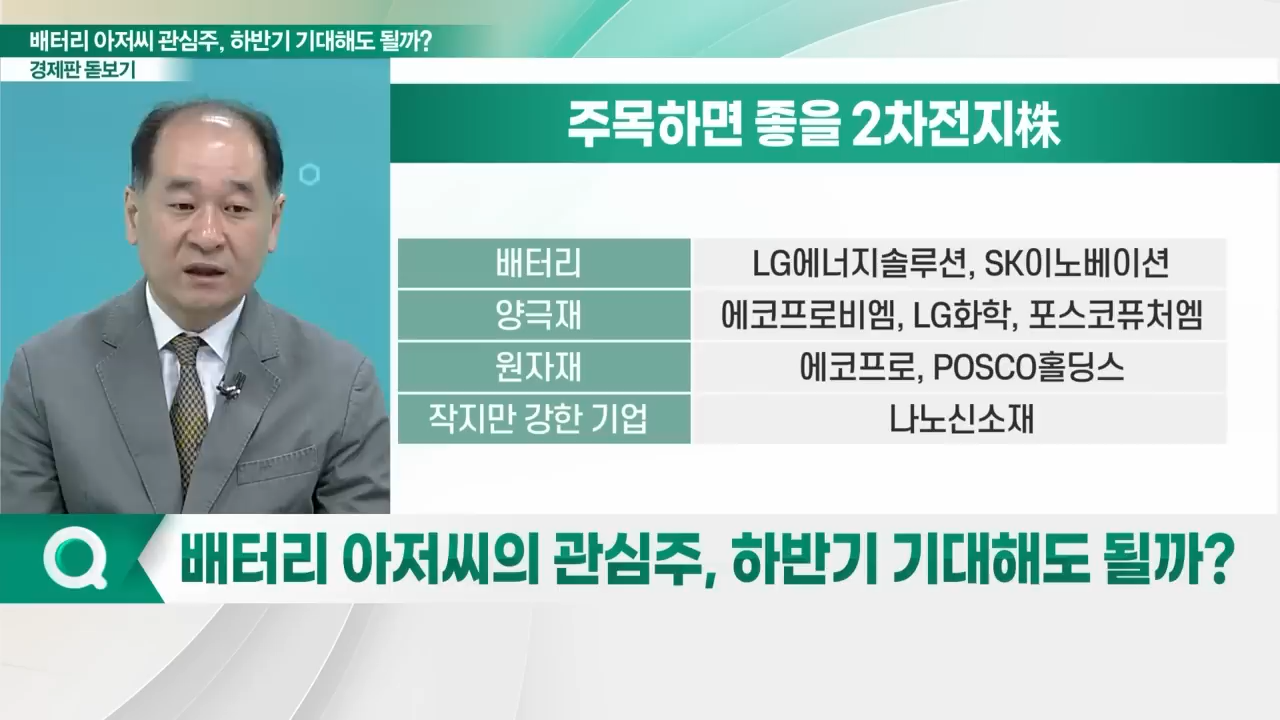 배터리 아저씨 관심주, 하반기 기대해도 될까?
경제판 돋보기
주목하면 좋을 2차전지株
배터리 LG에너지솔루션, SK이노베이션
양극재 에코프로비엠, LG화학, 포스코퓨처엠
원자재 에코프로, POSCO홀딩스
작지만 강한 기업 나노신소재
배터리 아저씨의 관심주, 하반기 기대해도 될까?